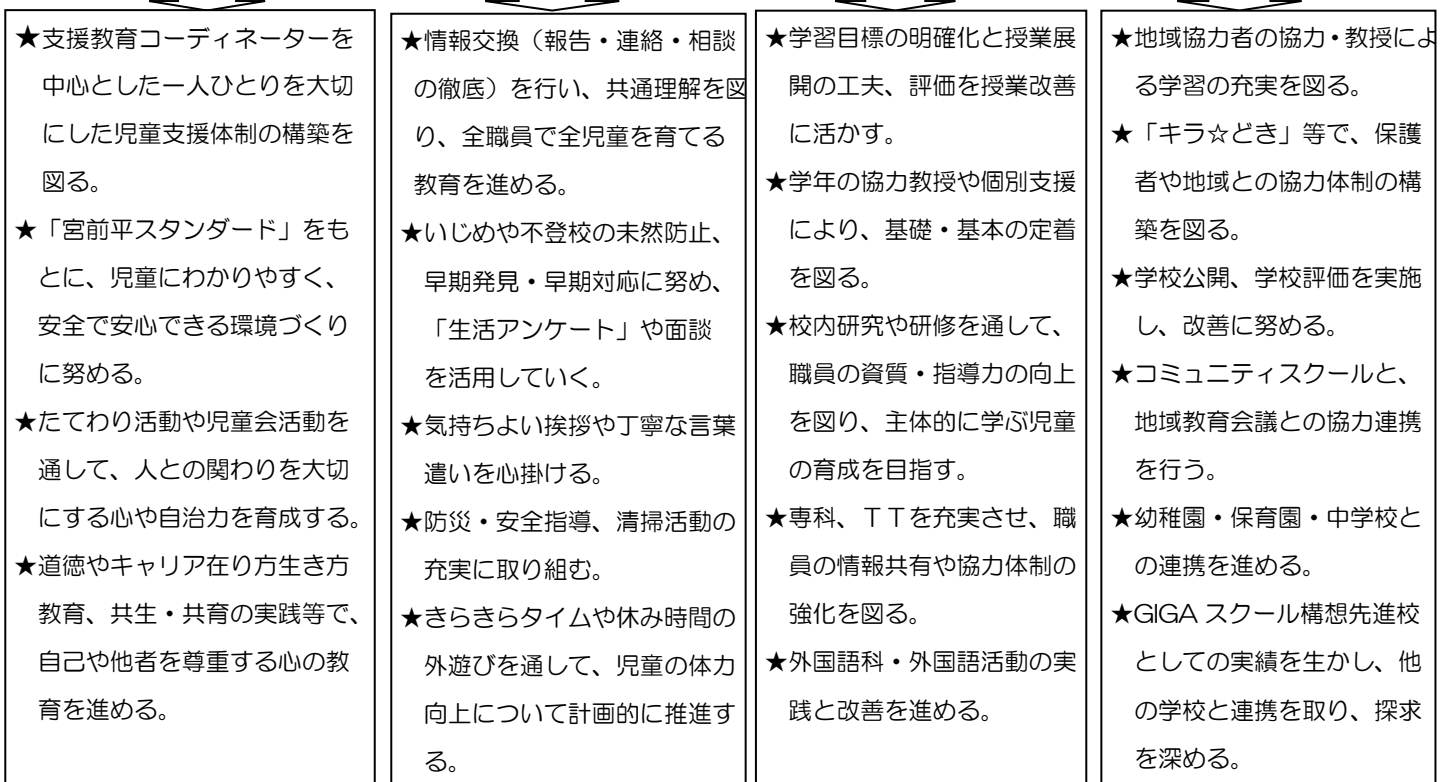 ★支援教育コーディネーターを
中心とした一人ひとりを大切
にした児童支援体制の構築を
図る。
★「宮前平スタンダード」をも
とに、児童にわかりやすく、
安全で安心できる環境づくり
に努める。
★たてわり活動や児童会活動を
通して、人との関わりを大切
にする心や自治力を育成する。
★道徳やキャリア在り方生き方
教育、共生・共育の実践等で、
自己や他者を尊重する心の教
育を進める。
★情報交換（報告・連絡・相談
の徹底）を行い、共通理解を図
り、全職員で全児童を育てる
教育を進める。
★いじめや不登校の未然防止、
早期発見・早期対応に努め、
「生活アンケート」や面談
を活用していく。
★気持ちよい挨拶や丁寧な言葉
遣いを心掛ける。
★防災・安全指導、清掃活動の
充実に取り組む。
★きらきらタイムや休み時間の
外遊びを通して、児童の体力
向上について計画的に推進す
る。
★学習目標の明確化と授業展
開の工夫、評価を授業改善
に活かす。
★学年の協力教授や個別支援
により、基礎・基本の定着
を図る。
★校内研究や研修を通して、
職員の資質・指導力の向上
を図り、主体的に学ぶ児童
の育成を目指す。
★専科、ＴＴを充実させ、職
員の情報共有や協力体制の
強化を図る。
★外国語科・外国語活動の実
践と改善を進める。
★地域協力者の協力・教授によ
る学習の充実を図る。
★「キラ☆どき」等で、保護
者や地域との協力体制の構
築を図る。
★学校公開、学校評価を実施
し、改善に努める。
★コミュニティスクールと、
地域教育会議との協力連携
を行う。
★幼稚園・保育園・中学校と
の連携を進める。
★GIGA スクール構想先進校
としての実績を生かし、他
の学校と連携を取り、探求
を深める。